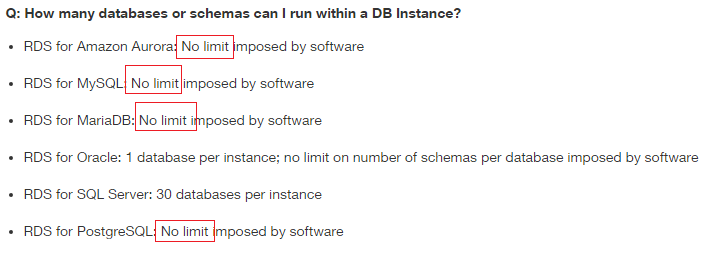 Q: How many databases or schemas can I run within a DB Instance?
RDS for Amazon Aurora: No limit imposed by software
RDS for MySQL: No limit imposed by software
RDS for MariaDB: No limit imposed by software
RDS for Oracle: 1 database per instance; no limit on number of schemas per database imposed by software
RDS for SQL Server: 30 databases per instance
RDS for PostgreSQL: No limit imposed by software